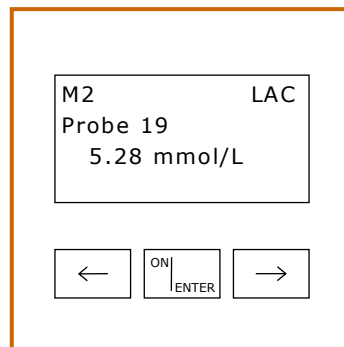 M2 LAC
Probe 19
5.28 mmol/L
← ON ENTER →